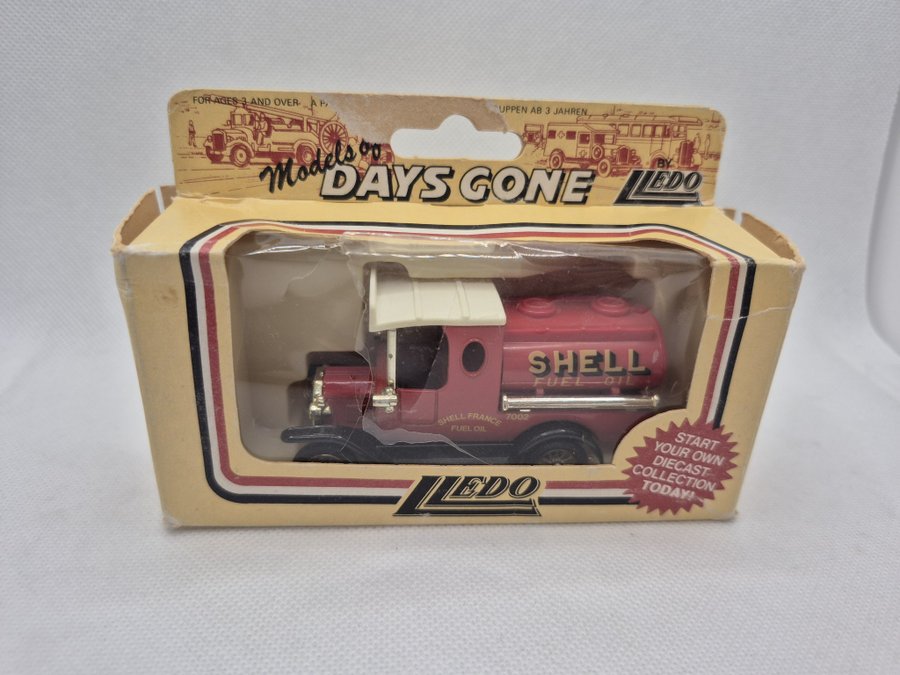 FOR AGES 3 AND OVER A
UPPEN AB 3 JAHREN
Models of
DAYS GONE
BY
LLEDO
SHELL
FUEL OIL
SHELL FRANCE 7002
FUEL OIL
START
YOUR OWN
DIECAST
COLLECTION
TODAY!
LLEDO